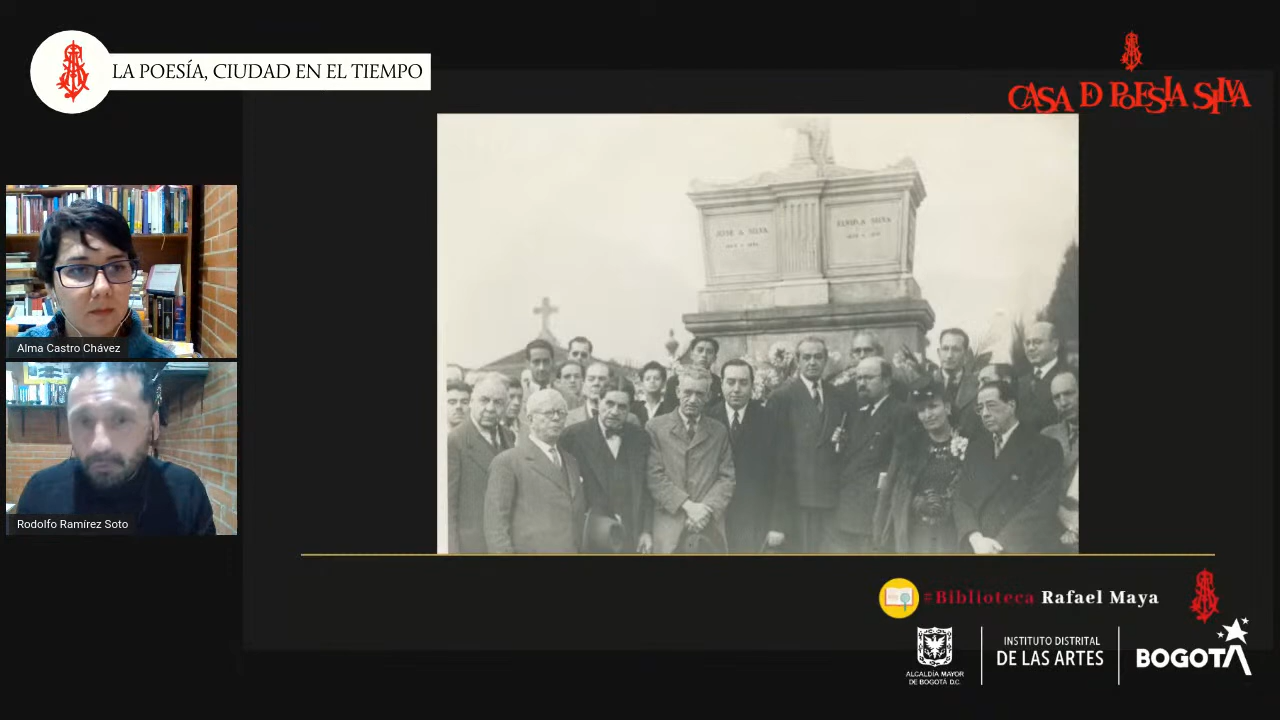 LA POESÍA, CIUDAD EN EL TIEMPO
CASA D POESIA SILVA
JOSE A SILVA
ELVIRA SILVA
Alma Castro Chávez
Rodolfo Ramírez Soto
#Biblioteca Rafael Maya
ALCALDÍA MAYOR
DE BOGOTÁ D.C.
INSTITUTO DISTRITAL
DE LAS ARTES
BOGOTÁ